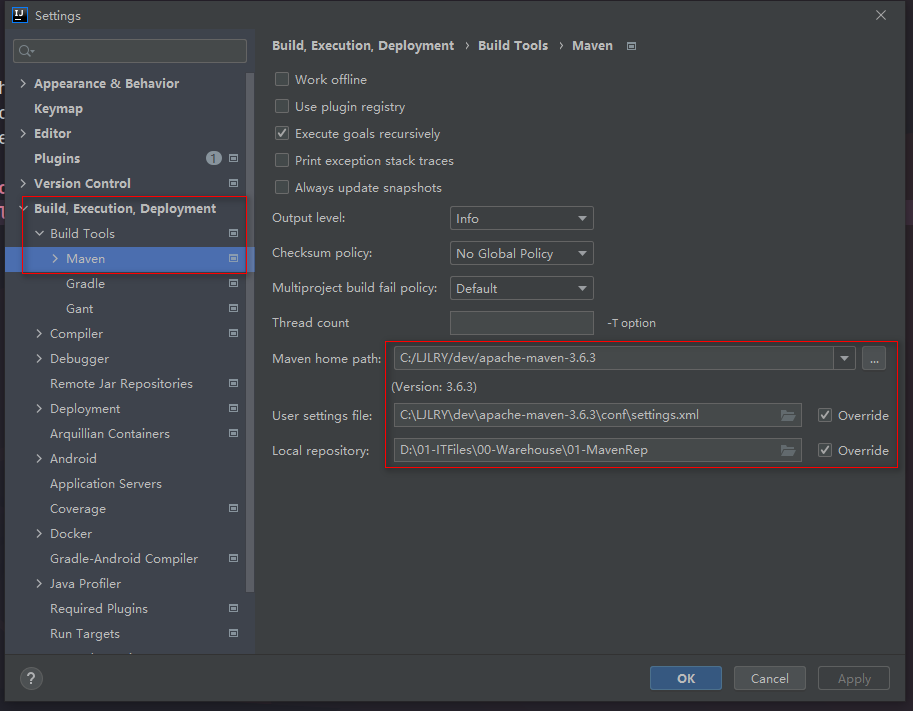 IJ Settings
Build, Execution, Deployment › Build Tools › Maven
Appearance & Behavior
Keymap
Editor
Plugins 1
Version Control
Build, Execution, Deployment
Build Tools
Maven
Gradle
Gant
Compiler
Debugger
Remote Jar Repositories
Deployment
Arquillian Containers
Android
Application Servers
Coverage
Docker
Gradle-Android Compiler
Java Profiler
Required Plugins
Run Targets
Work offline
Use plugin registry
Execute goals recursively
Print exception stack traces
Always update snapshots
Output level: Info
Checksum policy: No Global Policy
Multiproject build fail policy: Default
Thread count -T option
Maven home path: C:/LJLRY/dev/apache-maven-3.6.3 ...
(Version: 3.6.3)
User settings file: C:\LJLRY\dev\apache-maven-3.6.3\conf\settings.xml Override
Local repository: D:\01-ITFiles\00-Warehouse\01-MavenRep Override
? OK Cancel Apply